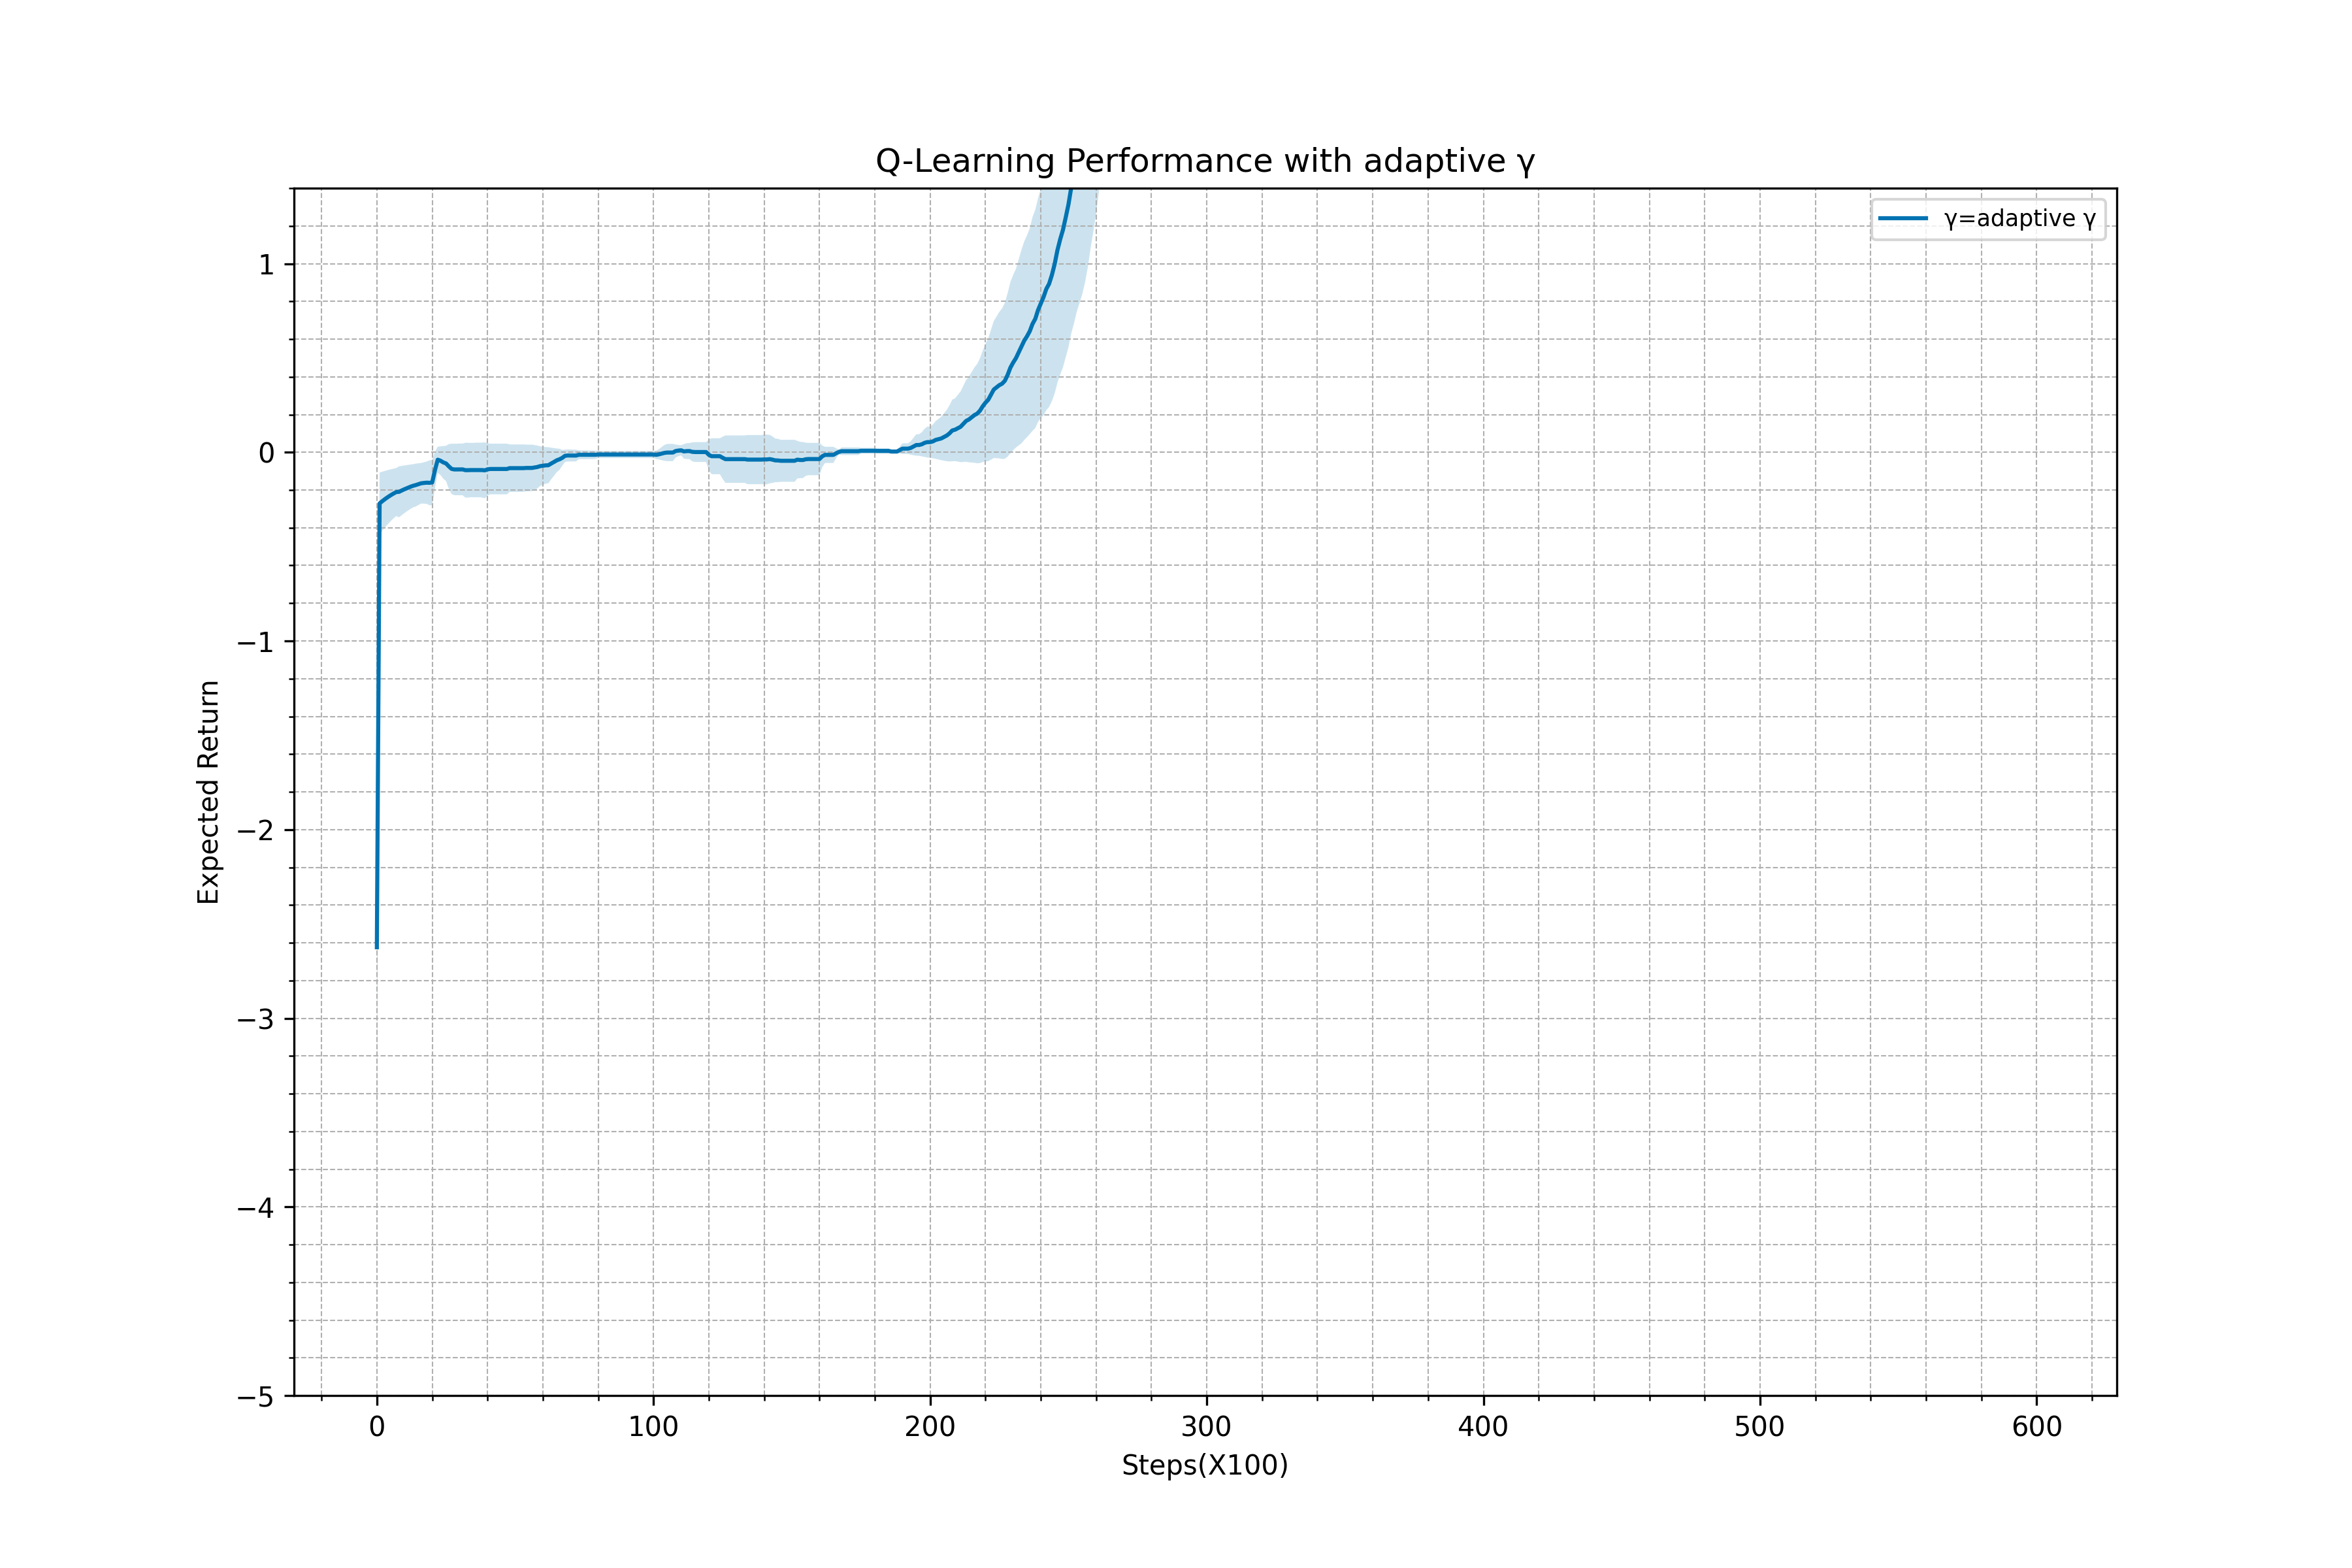 Q-Learning Performance with adaptive γ
γ=adaptive γ
1
0
−1
−2
−3
−4
−5
Expected Return
0 100 200 300 400 500 600
Steps(X100)